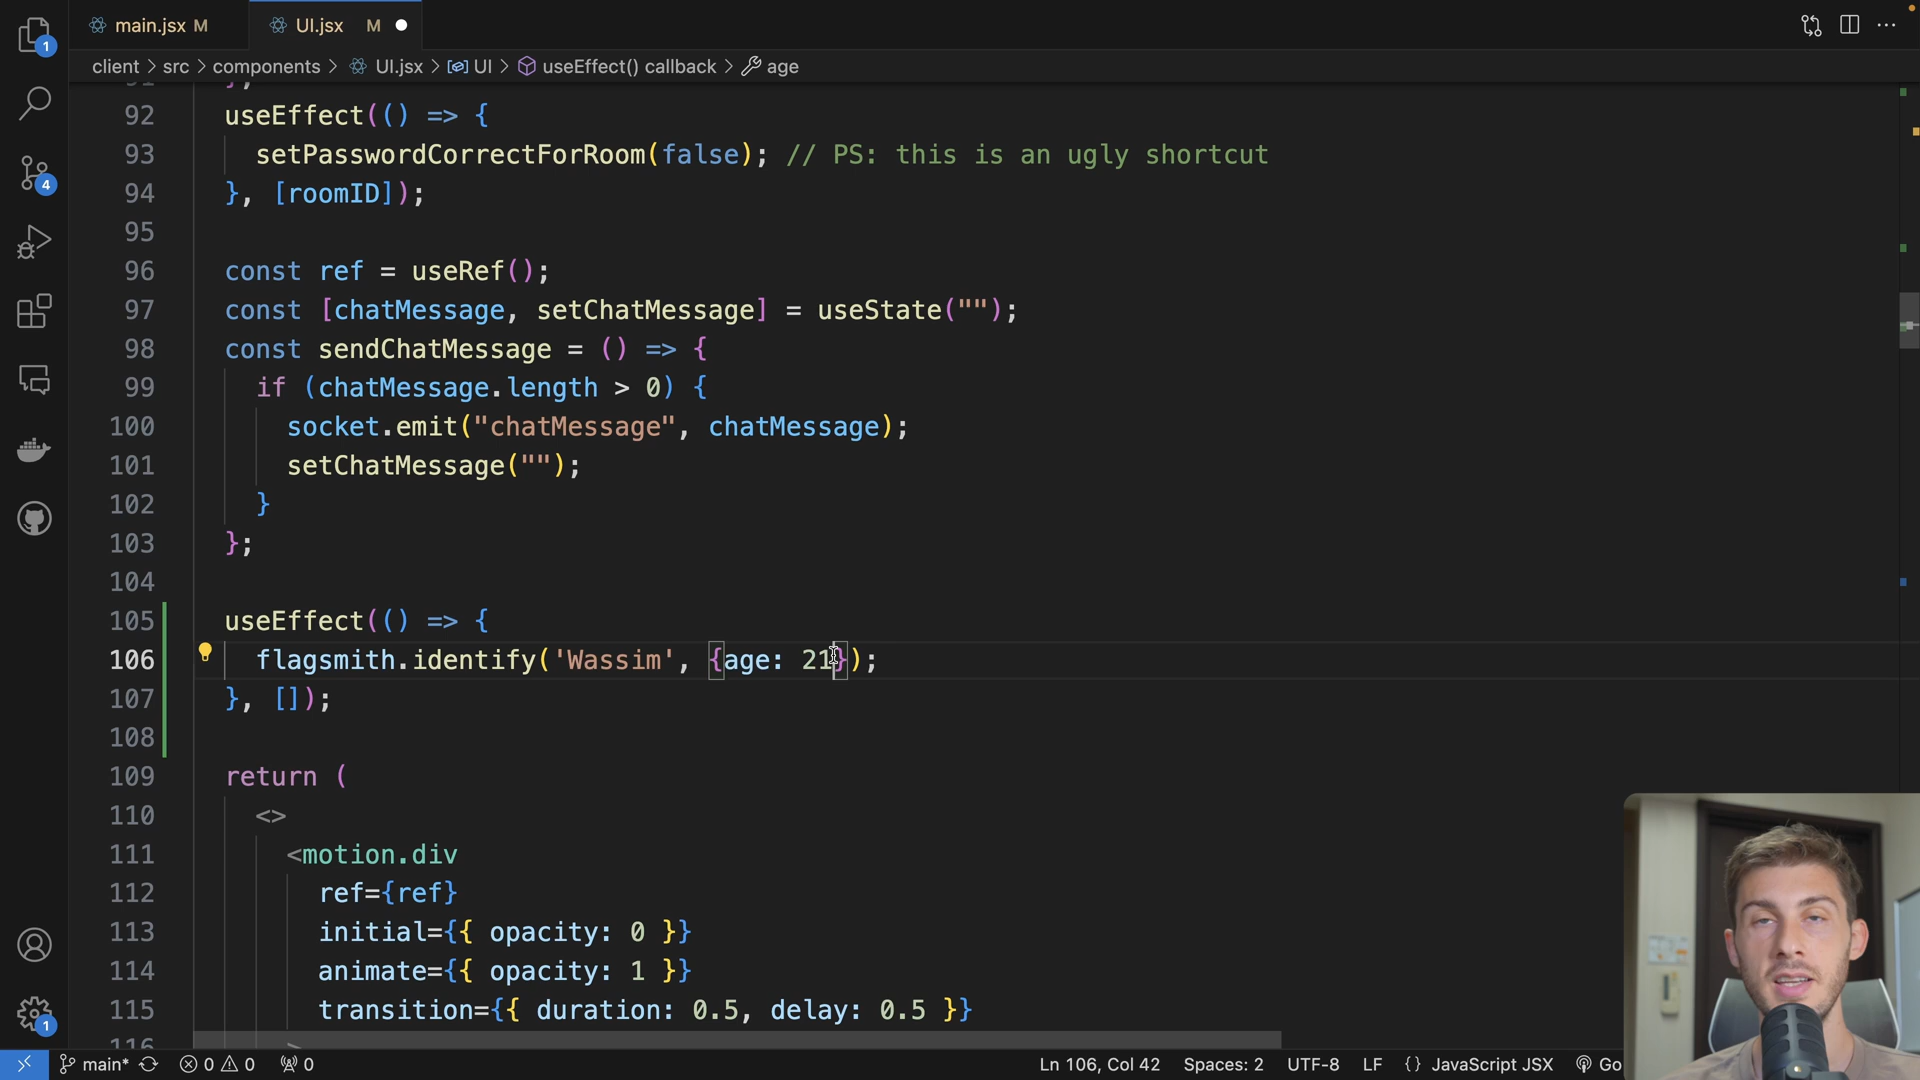 main.jsx M
UI.jsx M
client > src > components > UI.jsx > UI > useEffect() callback > age
1
4
1
92 useEffect(() => {
93 setPasswordCorrectForRoom(false); // PS: this is an ugly shortcut
94 }, [roomID]);
95
96 const ref = useRef();
97 const [chatMessage, setChatMessage] = useState("");
98 const sendChatMessage = () => {
99 if (chatMessage.length > 0) {
100 socket.emit("chatMessage", chatMessage);
101 setChatMessage("");
102 }
103 };
104
105 useEffect(() => {
106 flagsmith.identify('Wassim', {age: 21});
107 }, []);
108
109 return (
110 <>
111 <motion.div
112 ref={ref}
113 initial={{ opacity: 0 }}
114 animate={{ opacity: 1 }}
115 transition={{ duration: 0.5, delay: 0.5 }}
116 >
main* 0 0 0 Ln 106, Col 42 Spaces: 2 UTF-8 LF {} JavaScript JSX Go